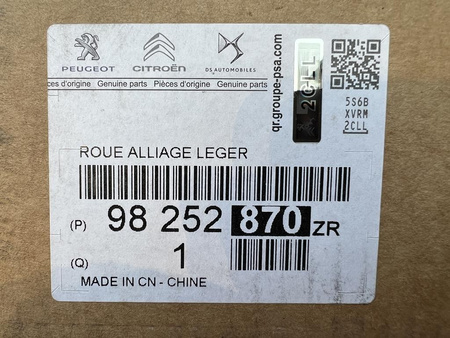 PEUGEOT CITROËN DS AUTOMOBILES
ces d'origine Genuine parts Pièces d'origine Genuine parts
qr.groupe-psa.com
2CLL
5S6B
XVRM
2CLL
ROUE ALLIAGE LEGER
(P) 98 252 870 ZR
(Q) 1
MADE IN CN - CHINE